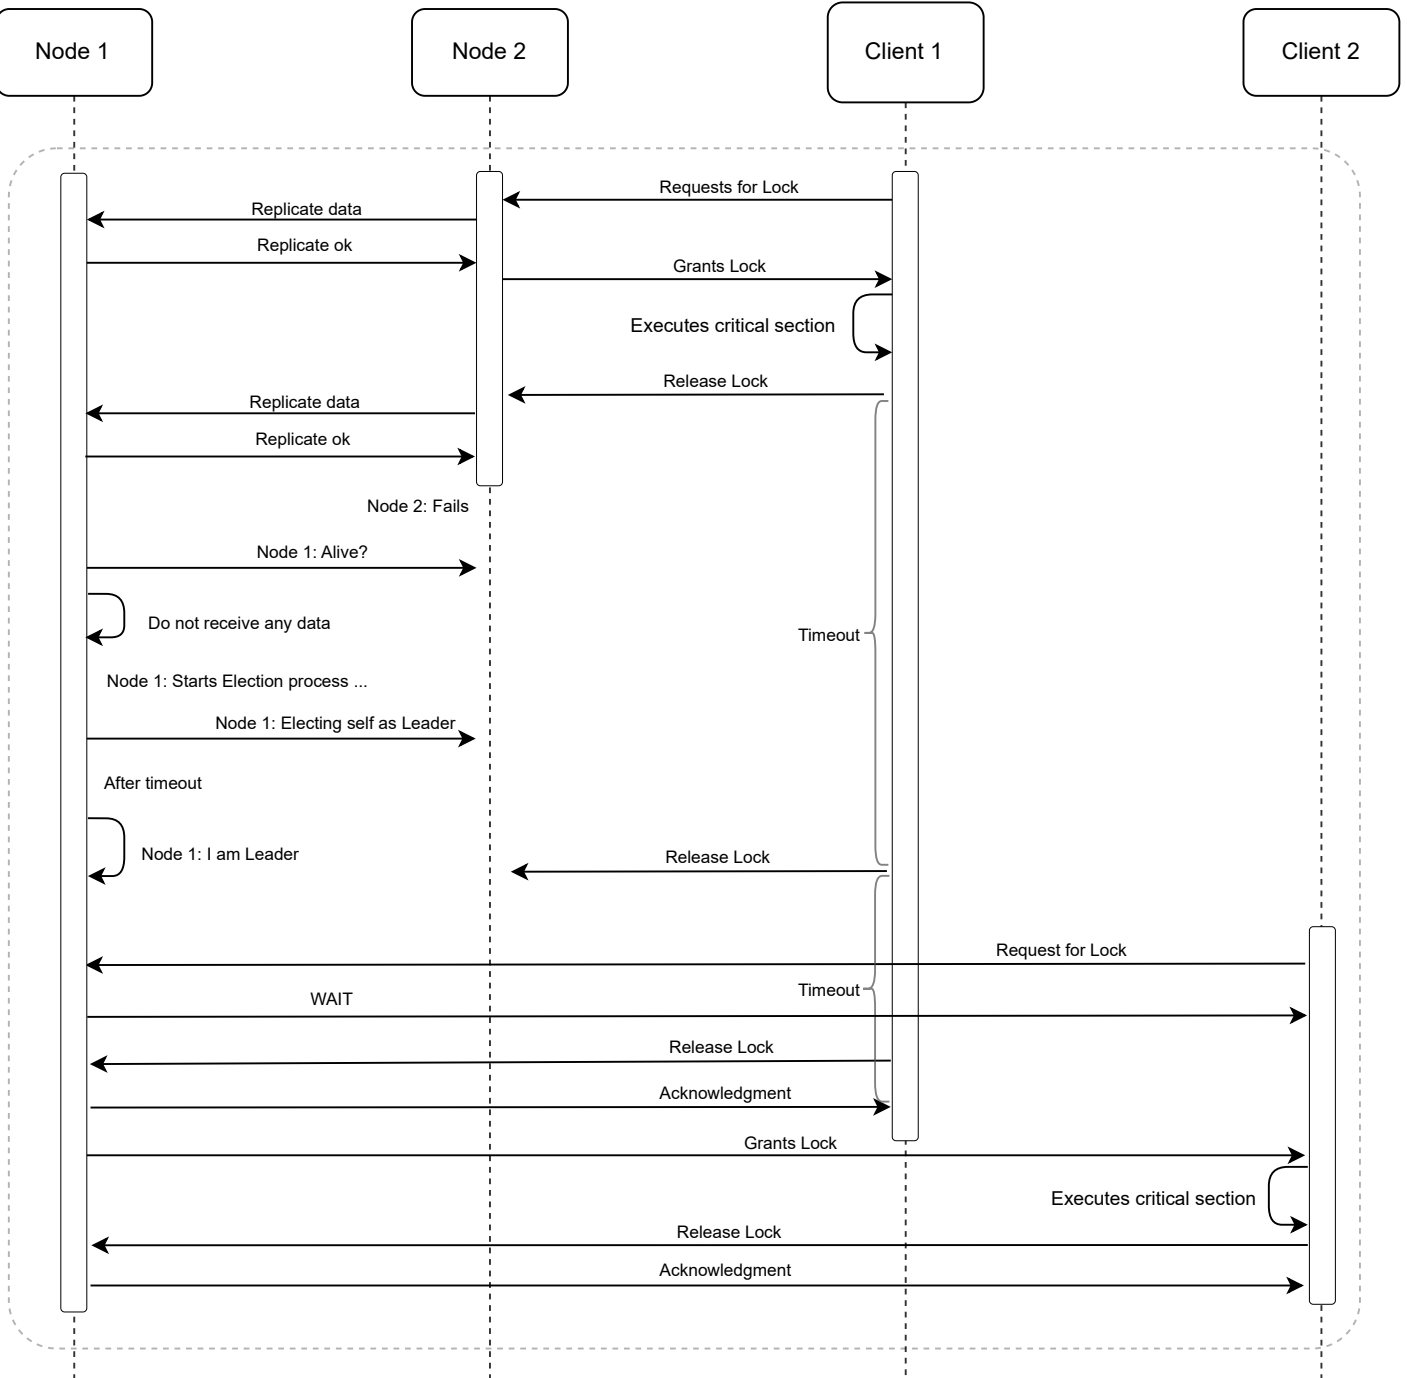 Node 1
Node 2
Client 1
Client 2
Requests for Lock
Replicate data
Replicate ok
Grants Lock
Executes critical section
Release Lock
Replicate data
Replicate ok
Node 2: Fails
Node 1: Alive?
Do not receive any data
Timeout
Node 1: Starts Election process ...
Node 1: Electing self as Leader
After timeout
Node 1: I am Leader
Release Lock
Request for Lock
Timeout
WAIT
Release Lock
Acknowledgment
Grants Lock
Executes critical section
Release Lock
Acknowledgment